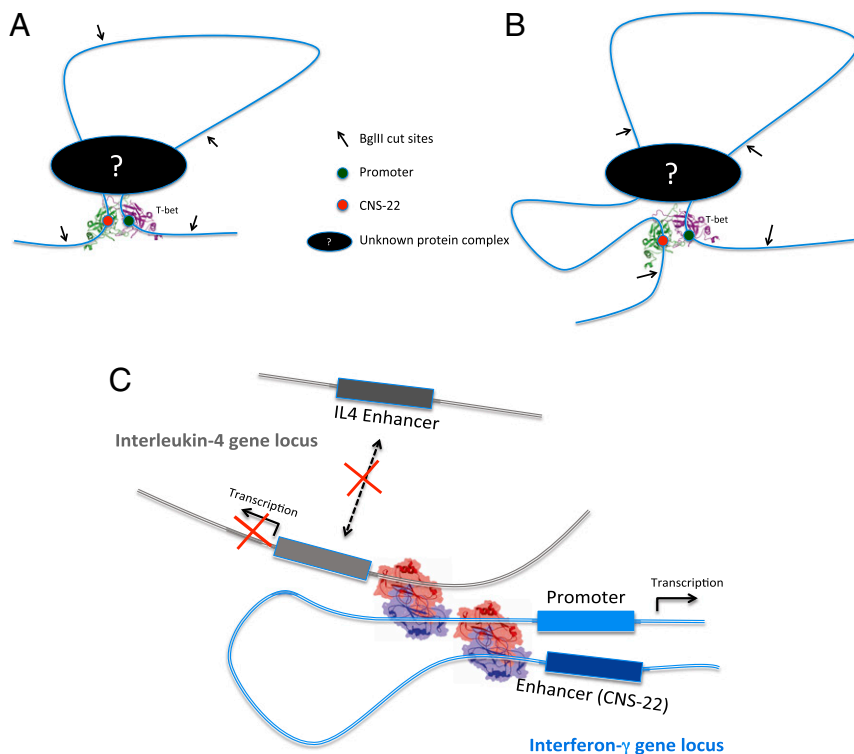 A
B
?
T-bet
BglII cut sites
Promoter
CNS-22
? Unknown protein complex
?
T-bet
C
IL4 Enhancer
Interleukin-4 gene locus
Transcription
Promoter
Transcription
Enhancer (CNS-22)
Interferon-γ gene locus